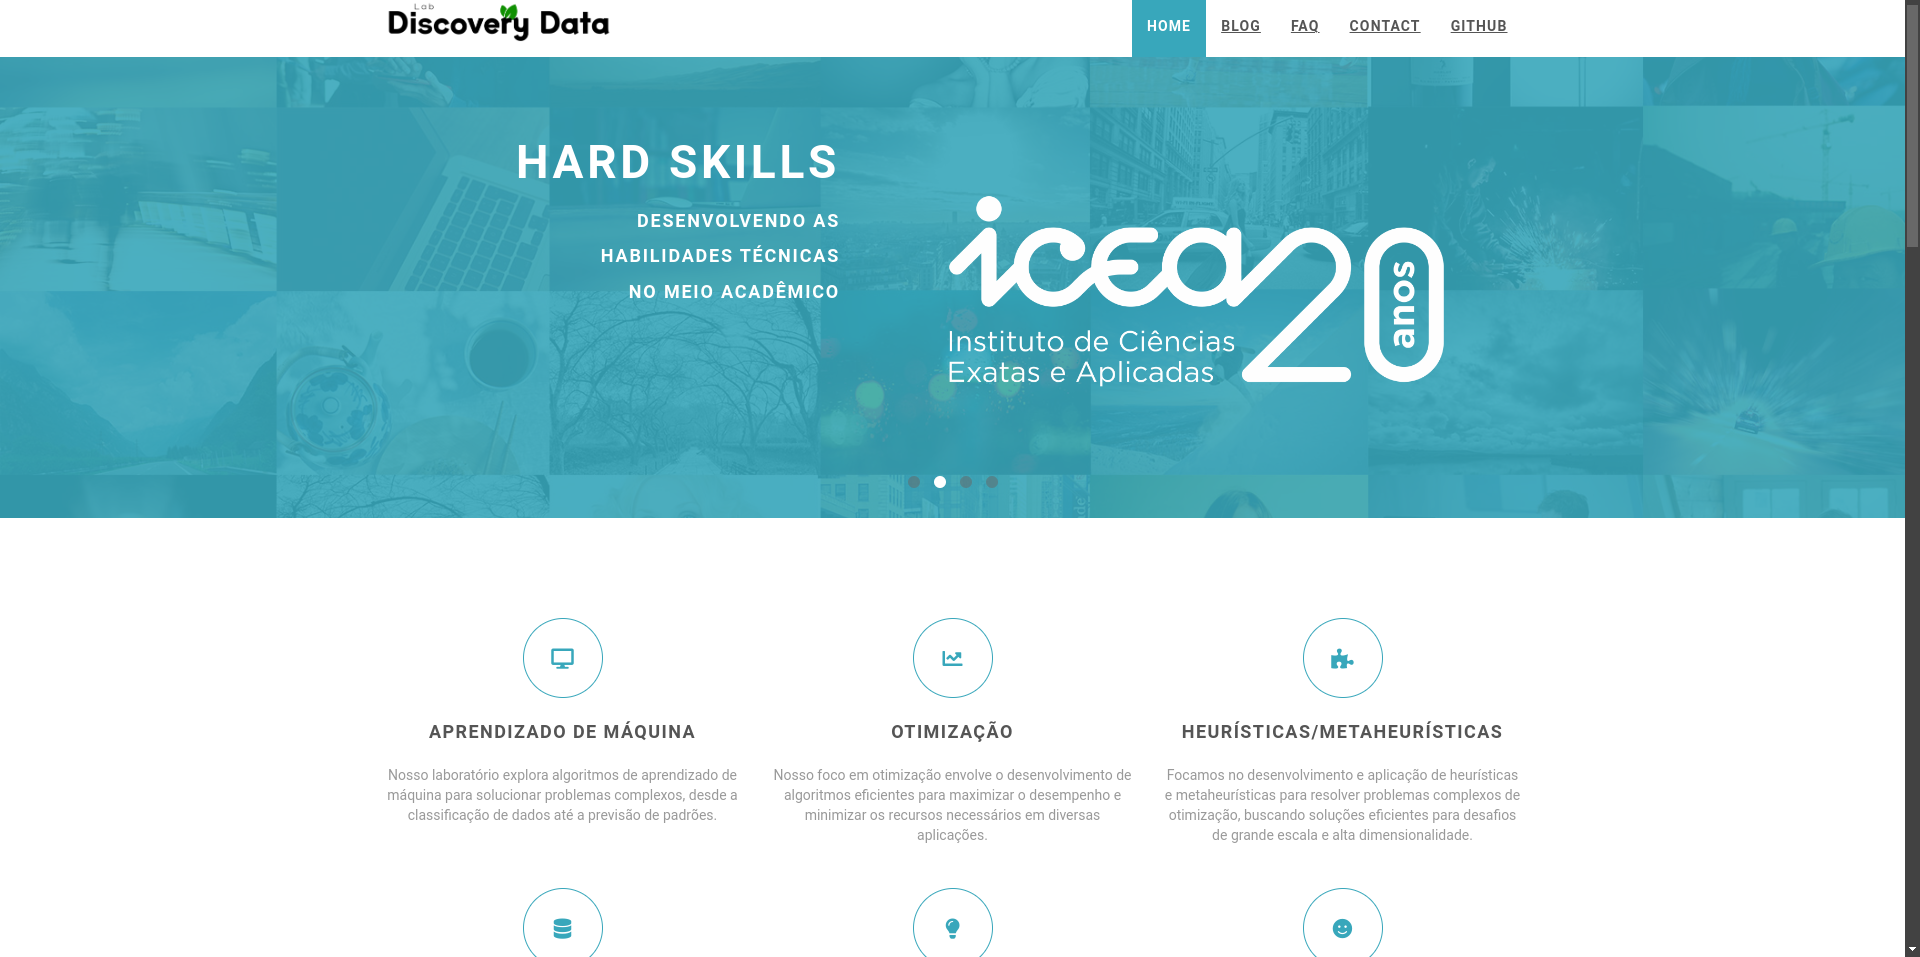 Lab
Discovery Data
HOME
BLOG
FAQ
CONTACT
GITHUB
HARD SKILLS
DESENVOLVENDO AS
HABILIDADES TÉCNICAS
NO MEIO ACADÊMICO
icea20
anos
Instituto de Ciências
Exatas e Aplicadas
APRENDIZADO DE MÁQUINA
Nosso laboratório explora algoritmos de aprendizado de
máquina para solucionar problemas complexos, desde a
classificação de dados até a previsão de padrões.
OTIMIZAÇÃO
Nosso foco em otimização envolve o desenvolvimento de
algoritmos eficientes para maximizar o desempenho e
minimizar os recursos necessários em diversas
aplicações.
HEURÍSTICAS/METAHEURÍSTICAS
Focamos no desenvolvimento e aplicação de heurísticas
e metaheurísticas para resolver problemas complexos de
otimização, buscando soluções eficientes para desafios
de grande escala e alta dimensionalidade.